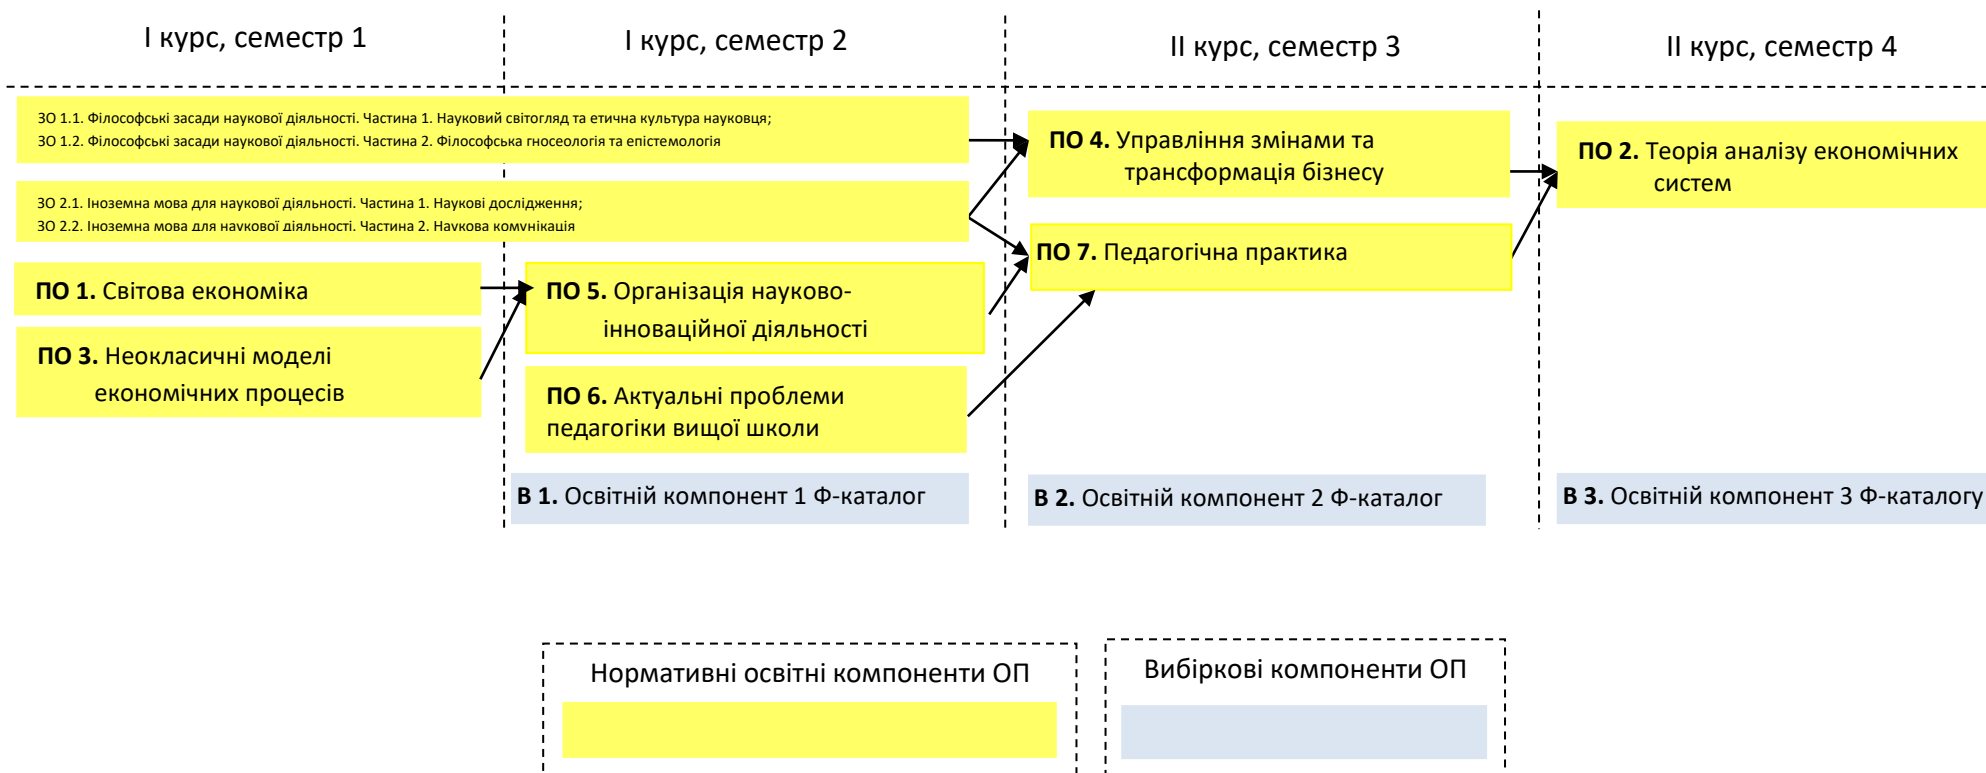 І курс, семестр 1
І курс, семестр 2
ІІ курс, семестр 3
ІІ курс, семестр 4
ЗО 1.1. Філософські засади наукової діяльності. Частина 1. Науковий світогляд та етична культура науковця;
ЗО 1.2. Філософські засади наукової діяльності. Частина 2. Філософська гносеологія та епістемологія
ЗО 2.1. Іноземна мова для наукової діяльності. Частина 1. Наукові дослідження;
ЗО 2.2. Іноземна мова для наукової діяльності. Частина 2. Наукова комунікація
ПО 1. Світова економіка
ПО 3. Неокласичні моделі
економічних процесів
ПО 5. Організація науково-
інноваційної діяльності
ПО 6. Актуальні проблеми
педагогіки вищої школи
В 1. Освітній компонент 1 Ф-каталог
ПО 4. Управління змінами та
трансформація бізнесу
ПО 7. Педагогічна практика
В 2. Освітній компонент 2 Ф-каталог
ПО 2. Теорія аналізу економічних
систем
В 3. Освітній компонент 3 Ф-каталогу
Нормативні освітні компоненти ОП
Вибіркові компоненти ОП